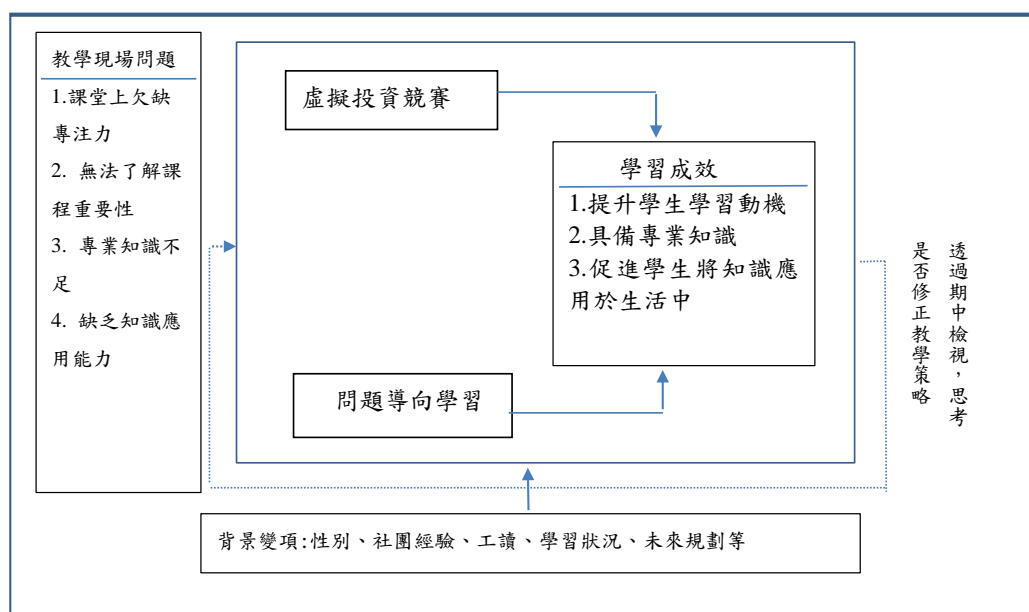 教學現場問題
1.課堂上欠缺
專注力
2. 無法了解課
程重要性
3. 專業知識不
足
4. 缺乏知識應
用能力
虛擬投資競賽
學習成效
1.提升學生學習動機
2.具備專業知識
3.促進學生將知識應
用於生活中
問題導向學習
透過期中檢視，思考
是否修正教學策略
背景變項:性別、社團經驗、工讀、學習狀況、未來規劃等